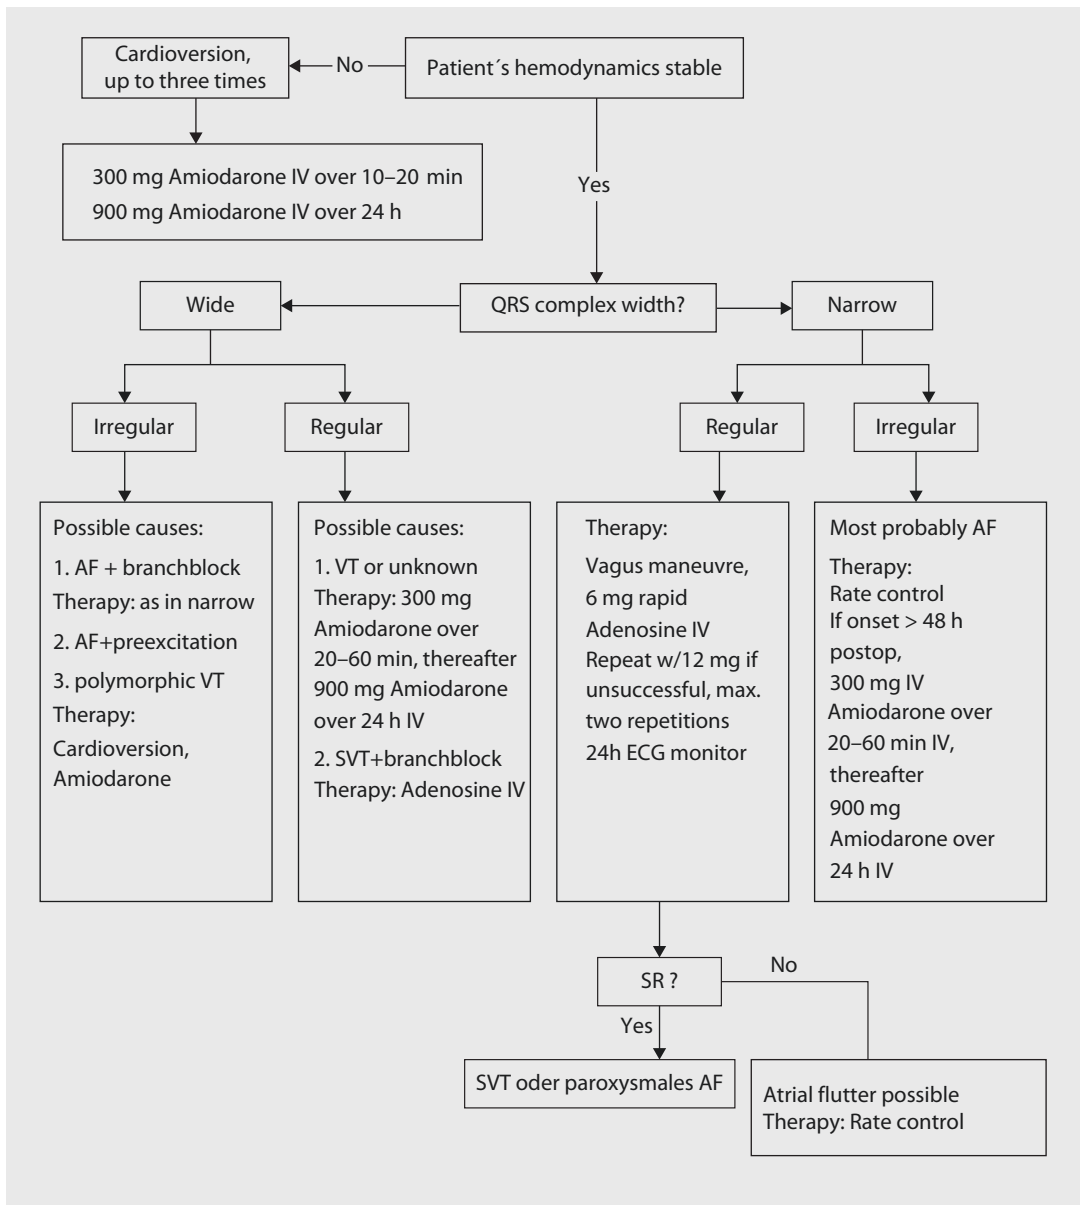 Cardioversion,
up to three times
No
Patient´s hemodynamics stable
300 mg Amiodarone IV over 10–20 min
900 mg Amiodarone IV over 24 h
Yes
Wide
QRS complex width?
Narrow
Irregular
Regular
Regular
Irregular
Possible causes:
1. AF + branchblock
Therapy: as in narrow
2. AF+preexcitation
3. polymorphic VT
Therapy:
Cardioversion,
Amiodarone
Possible causes:
1. VT or unknown
Therapy: 300 mg
Amiodarone over
20–60 min, thereafter
900 mg Amiodarone
over 24 h IV
2. SVT+branchblock
Therapy: Adenosine IV
Therapy:
Vagus maneuvre,
6 mg rapid
Adenosine IV
Repeat w/12 mg if
unsuccessful, max.
two repetitions
24h ECG monitor
Most probably AF
Therapy:
Rate control
If onset > 48 h
postop,
300 mg IV
Amiodarone over
20–60 min IV,
thereafter
900 mg
Amiodarone over
24 h IV
SR ?
No
Yes
SVT oder paroxysmales AF
Atrial flutter possible
Therapy: Rate control